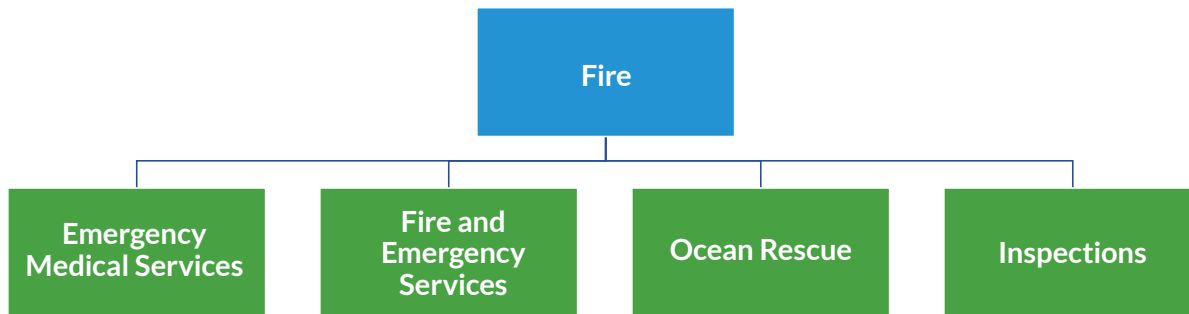 Fire
Emergency
Medical Services
Fire and
Emergency
Services
Ocean Rescue
Inspections